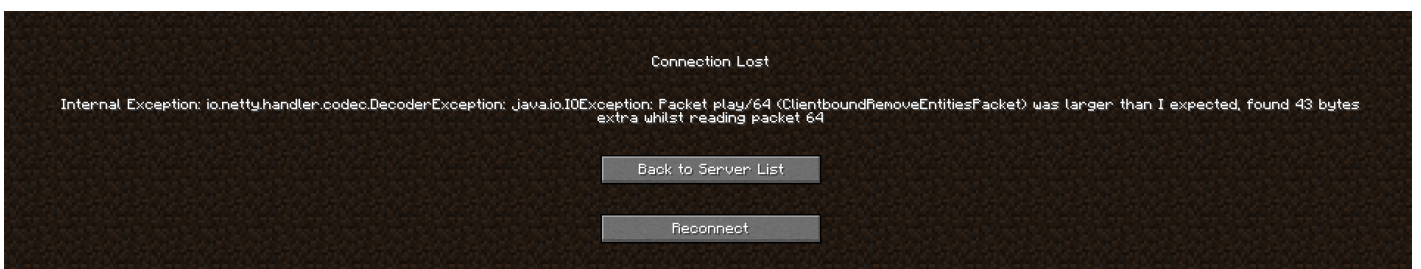 Connection Lost
Internal Exception: io.netty.handler.codec.DecoderException: java.io.IOException: Packet play/64 (ClientboundRemoveEntitiesPacket) was larger than I expected, found 43 bytes
extra whilst reading packet 64
Back to Server List
Reconnect